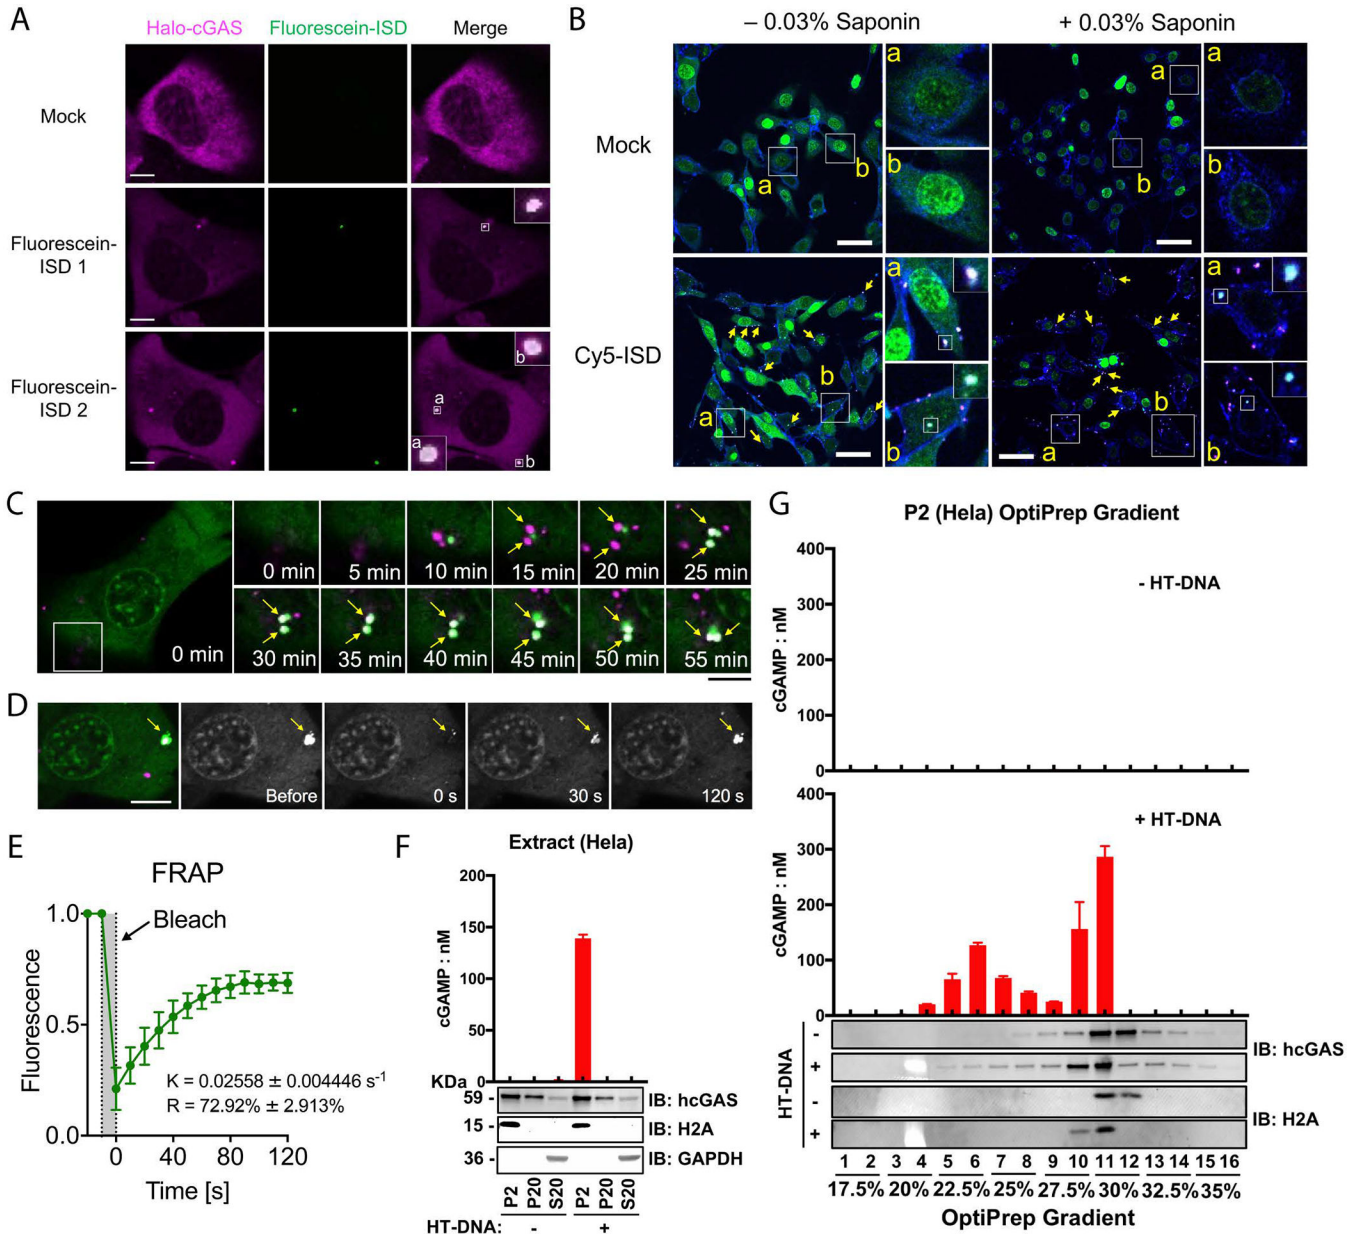 A
Halo-cGAS
Fluorescein-ISD
Merge
Mock
Fluorescein-
ISD 1
Fluorescein-
ISD 2
a
b
a
b
B
– 0.03% Saponin
+ 0.03% Saponin
Mock
a
b
a
b
a
b
a
b
Cy5-ISD
a
b
a
b
a
b
a
b
C
0 min
0 min
5 min
10 min
15 min
20 min
25 min
30 min
35 min
40 min
45 min
50 min
55 min
D
Before
0 s
30 s
120 s
E
FRAP
Bleach
1.0
0.5
0.0
Fluorescence
K = 0.02558 ± 0.004446 s⁻¹
R = 72.92% ± 2.913%
0 60 120
Time [s]
F
Extract (Hela)
cGAMP : nM
200
150
100
50
0
KDa
59 - IB: hcGAS
15 - IB: H2A
36 - IB: GAPDH
P2 P20 S20 P2 P20 S20
HT-DNA: - +
G
P2 (Hela) OptiPrep Gradient
cGAMP : nM
400
300
200
100
0
- HT-DNA
cGAMP : nM
400
300
200
100
0
+ HT-DNA
HT-DNA
-
+
IB: hcGAS
-
+
IB: H2A
1 2 3 4 5 6 7 8 9 10 11 12 13 14 15 16
17.5% 20% 22.5% 25% 27.5% 30% 32.5% 35%
OptiPrep Gradient